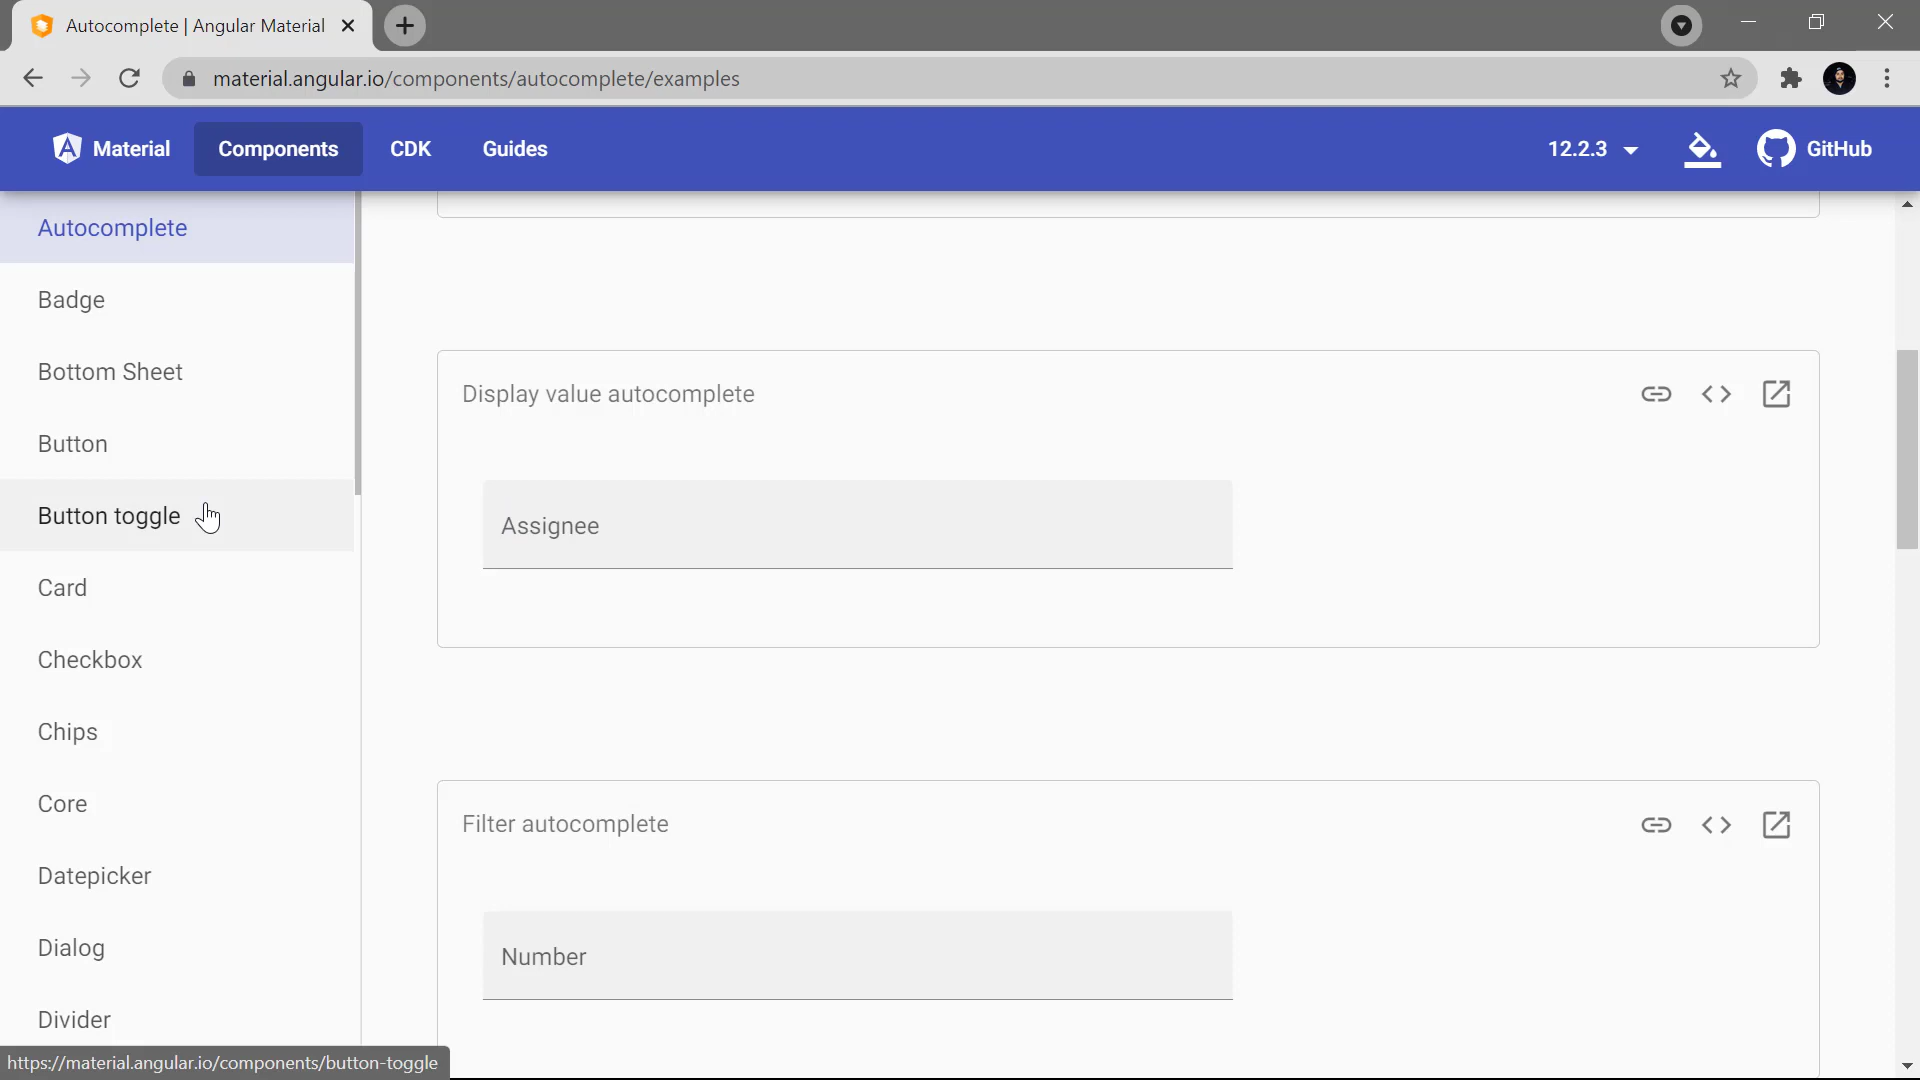 Autocomplete | Angular Material
material.angular.io/components/autocomplete/examples
Material
Components
CDK
Guides
12.2.3
GitHub
Autocomplete
Badge
Bottom Sheet
Button
Button toggle
Card
Checkbox
Chips
Core
Datepicker
Dialog
Divider
Display value autocomplete
Assignee
Filter autocomplete
Number
https://material.angular.io/components/button-toggle